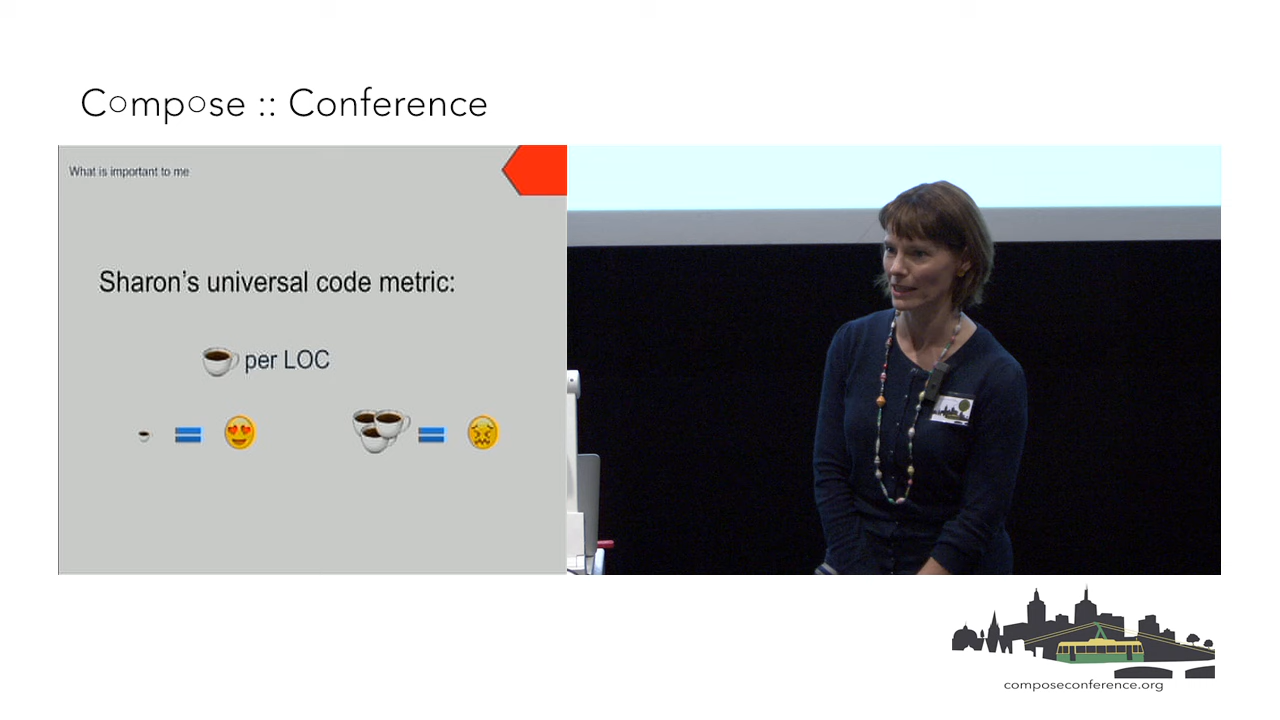 Compose :: Conference
What is important to me
Sharon's universal code metric:
per LOC
composeconference.org